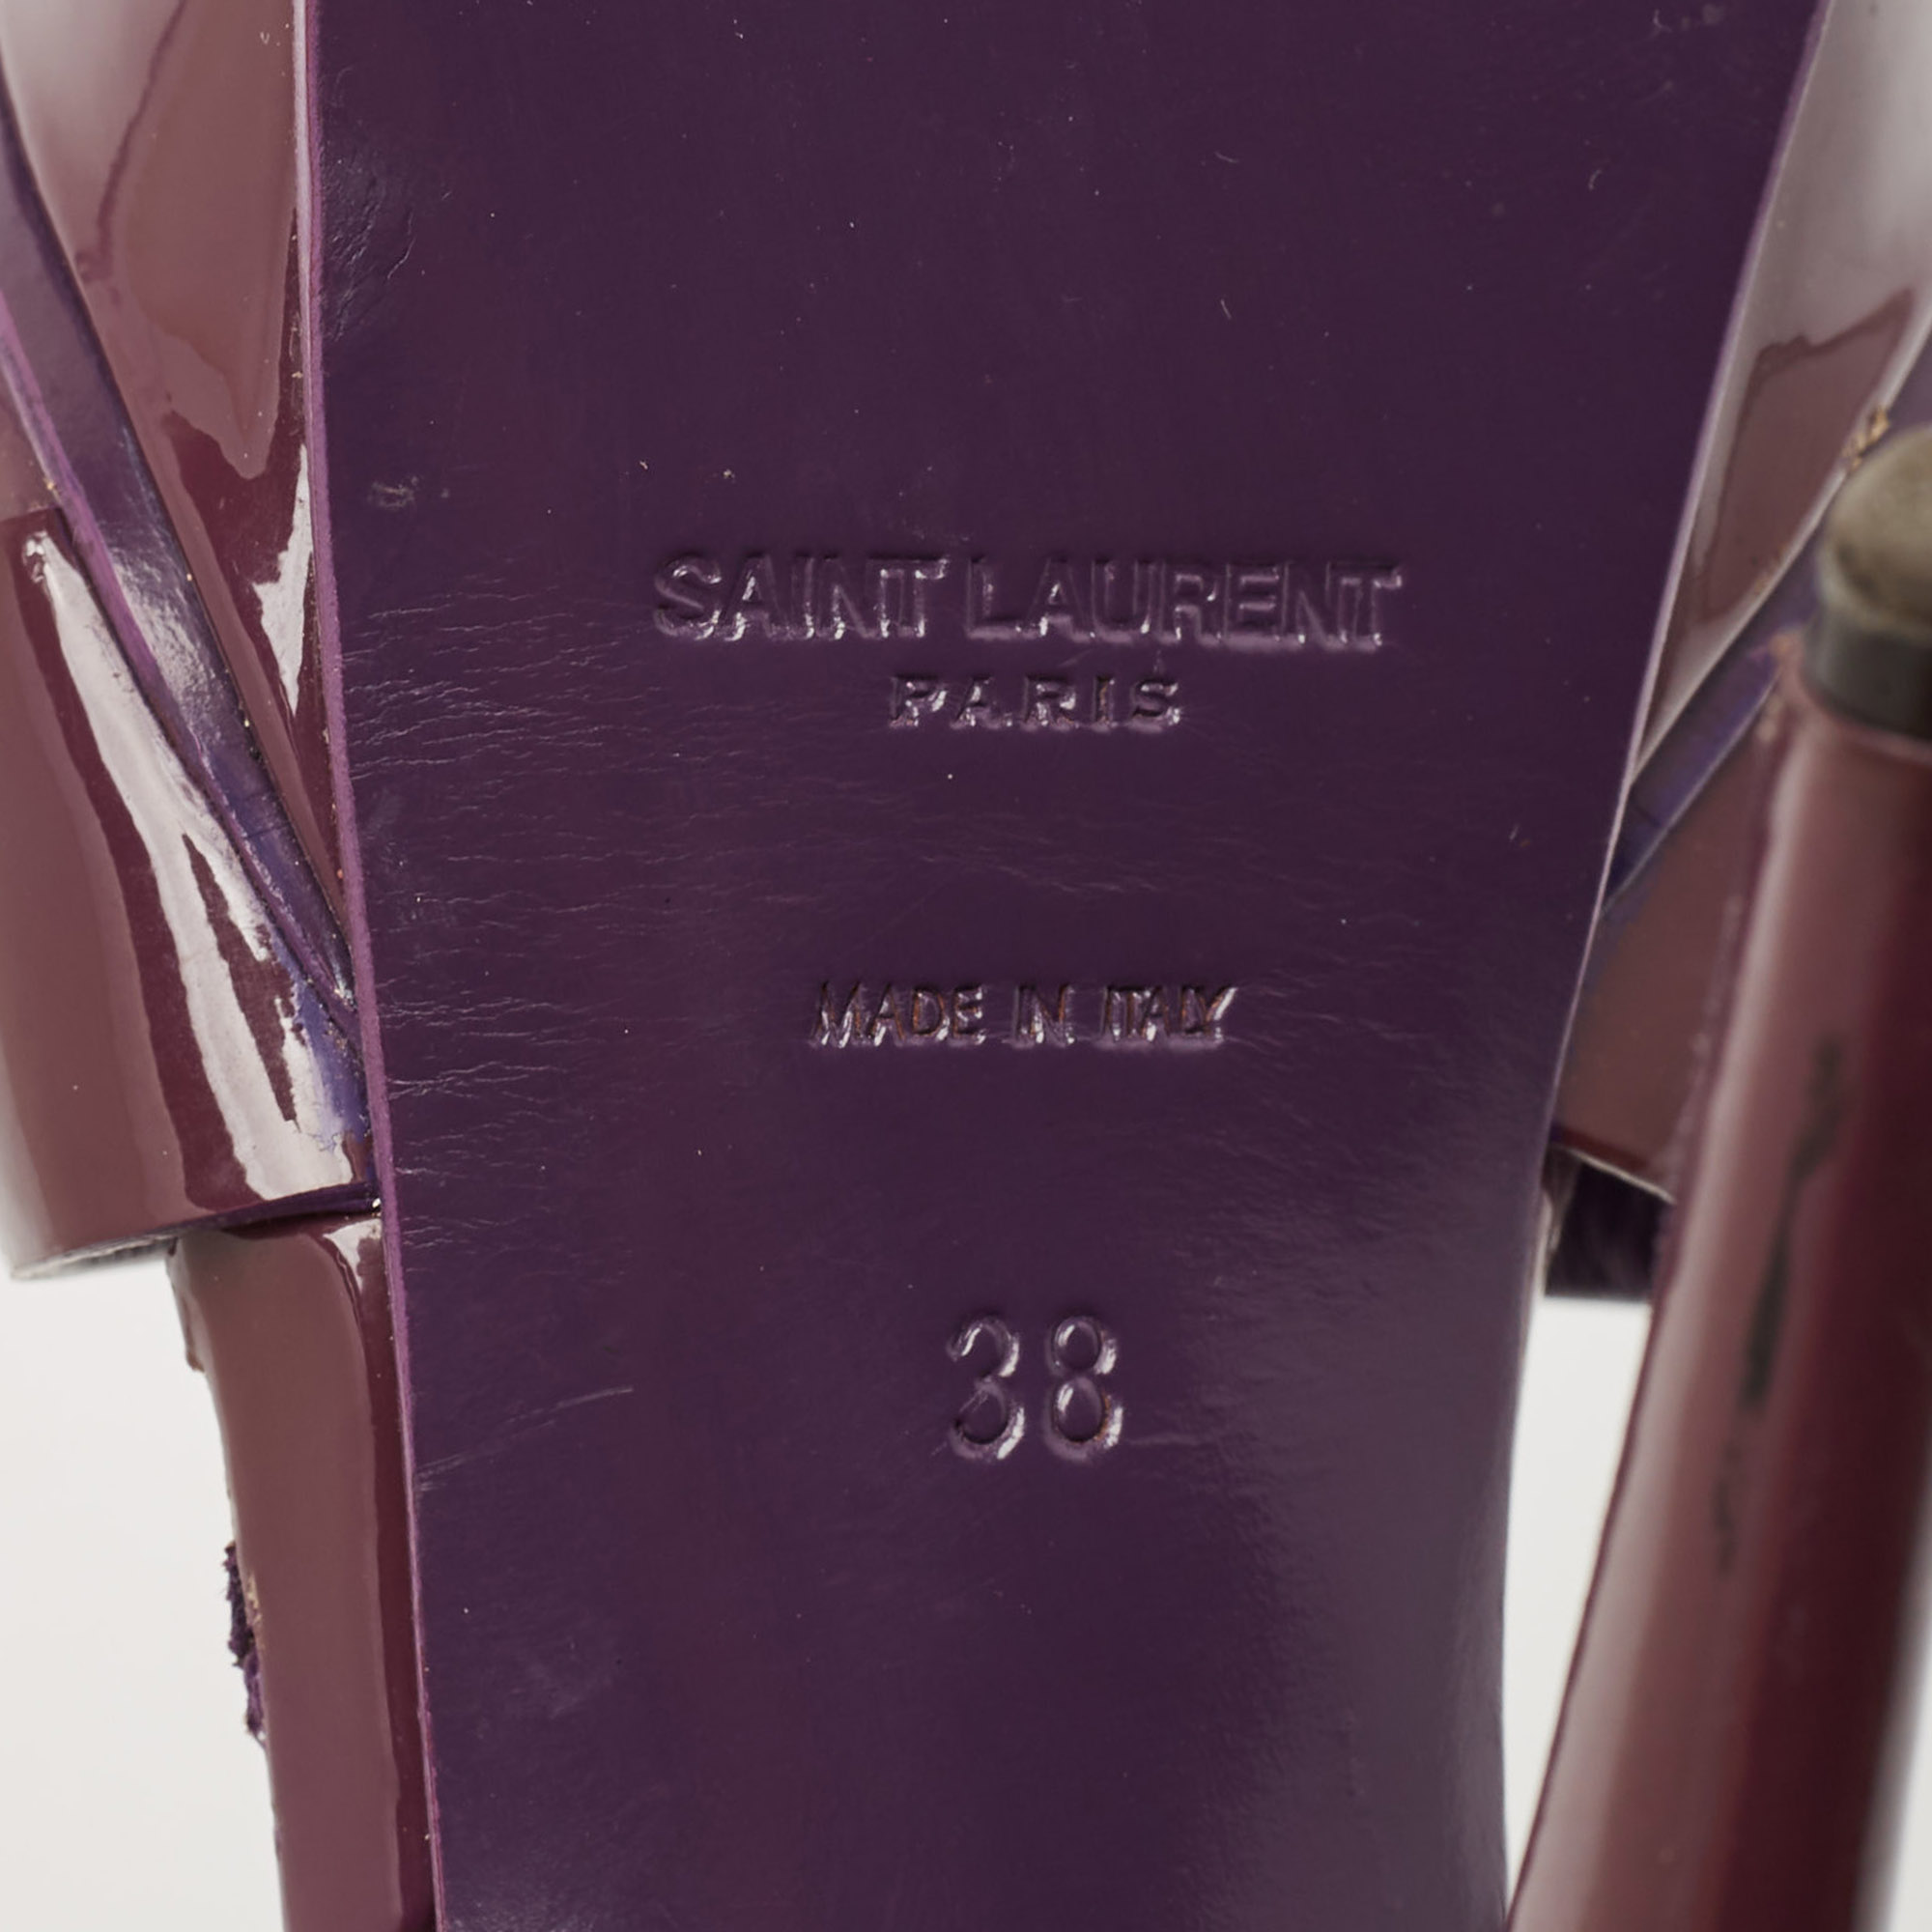 SAINT LAURENT
PARIS
MADE IN ITALY
38